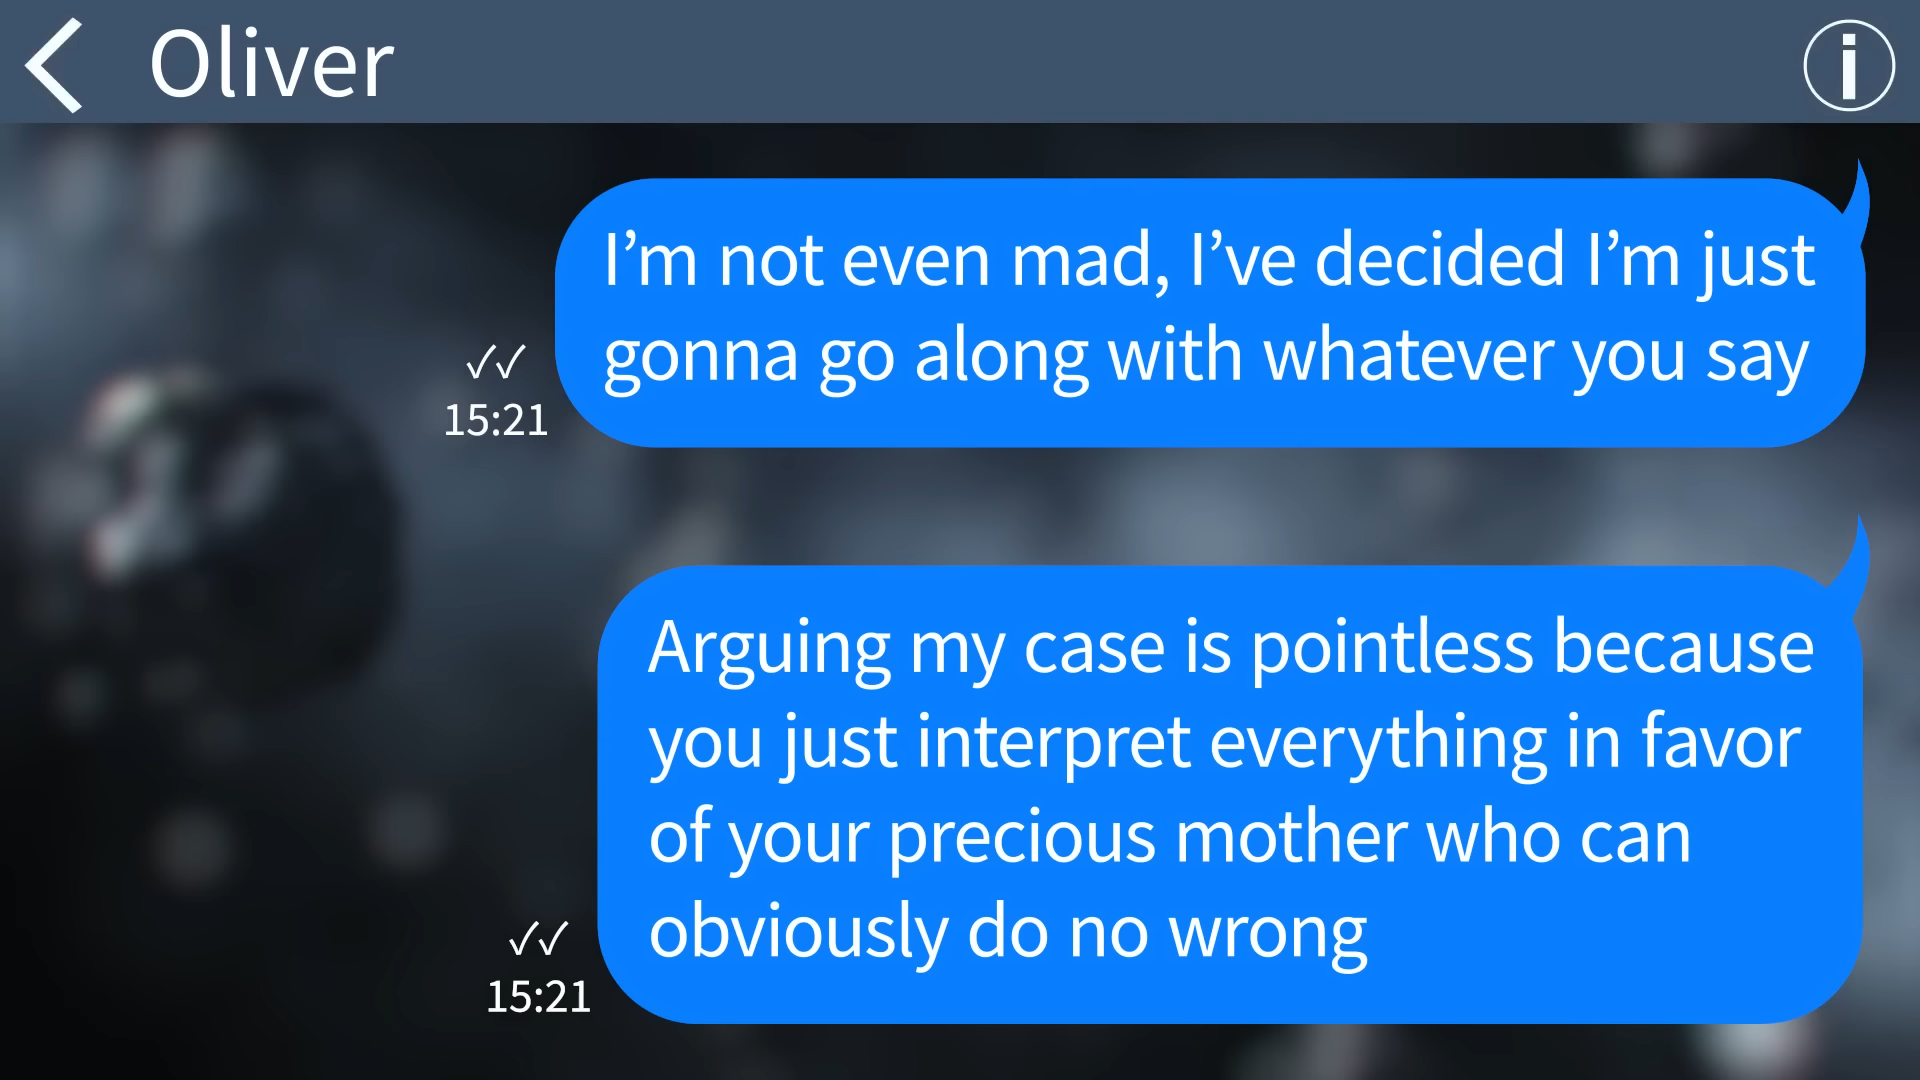 Oliver
I’m not even mad, I’ve decided I’m just
gonna go along with whatever you say
✓✓
15:21
Arguing my case is pointless because
you just interpret everything in favor
of your precious mother who can
obviously do no wrong
✓✓
15:21